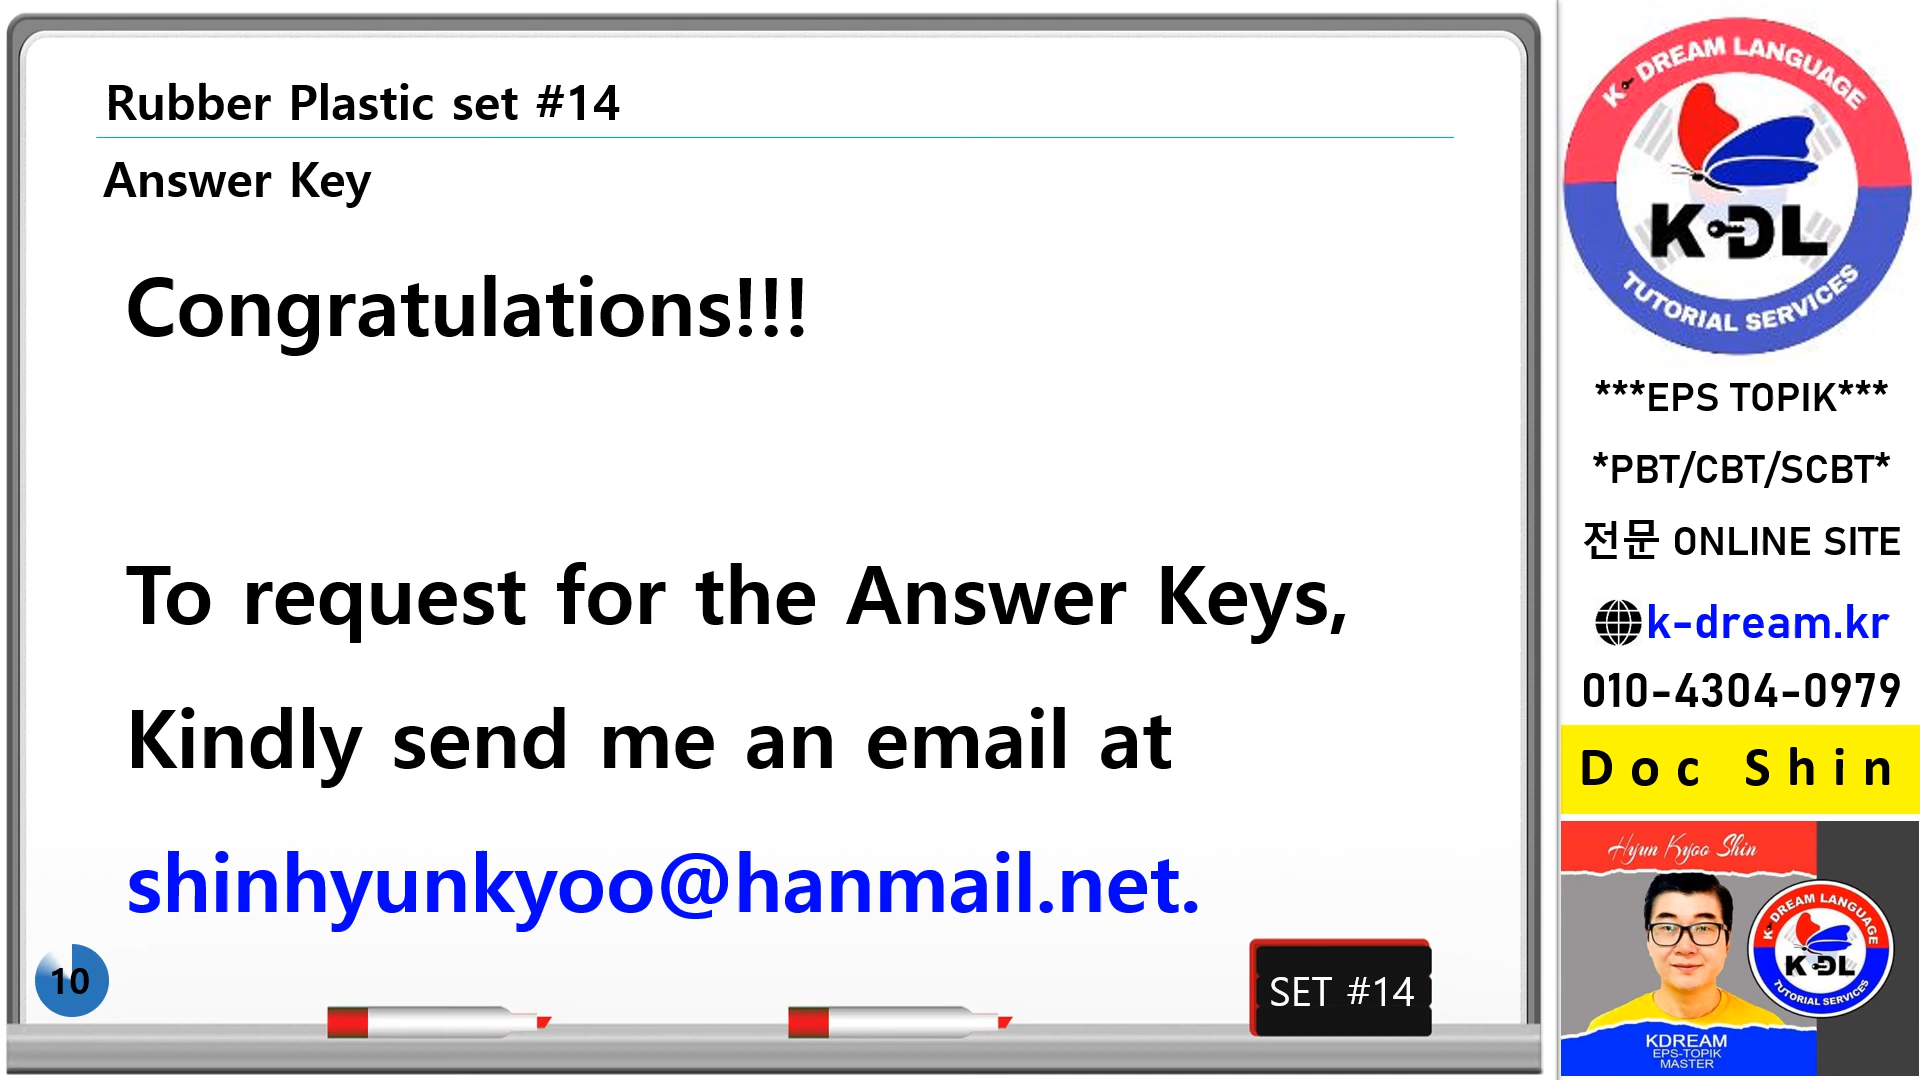 Rubber Plastic set #14
Answer Key
Congratulations!!!
To request for the Answer Keys,
Kindly send me an email at
shinhyunkyoo@hanmail.net.
10
SET #14
K DREAM LANGUAGE
K DL
TUTORIAL SERVICES
***EPS TOPIK***
*PBT/CBT/SCBT*
전문 ONLINE SITE
k-dream.kr
010-4304-0979
Doc Shin
Hyun Kyoo Shin
K DREAM LANGUAGE
K DL
TUTORIAL SERVICES
KDREAM
EPS-TOPIK
MASTER